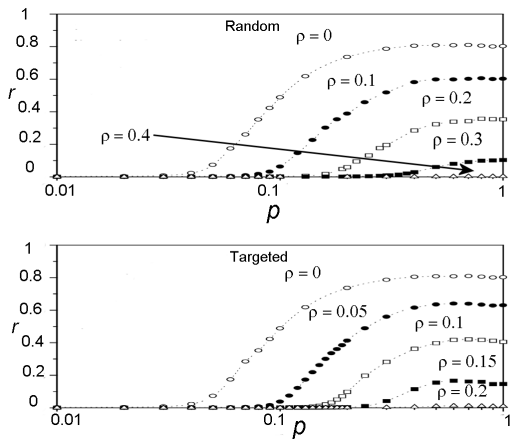 1
Random
ρ = 0
0.8
0.6
ρ = 0.1
r
ρ = 0.2
0.4
ρ = 0.4
ρ = 0.3
0.2
0
0.01
0.1
1
p
1
Targeted
ρ = 0
0.8
ρ = 0.05
0.6
r
ρ = 0.1
0.4
ρ = 0.15
0.2
ρ = 0.2
0
0.01
0.1
1
p